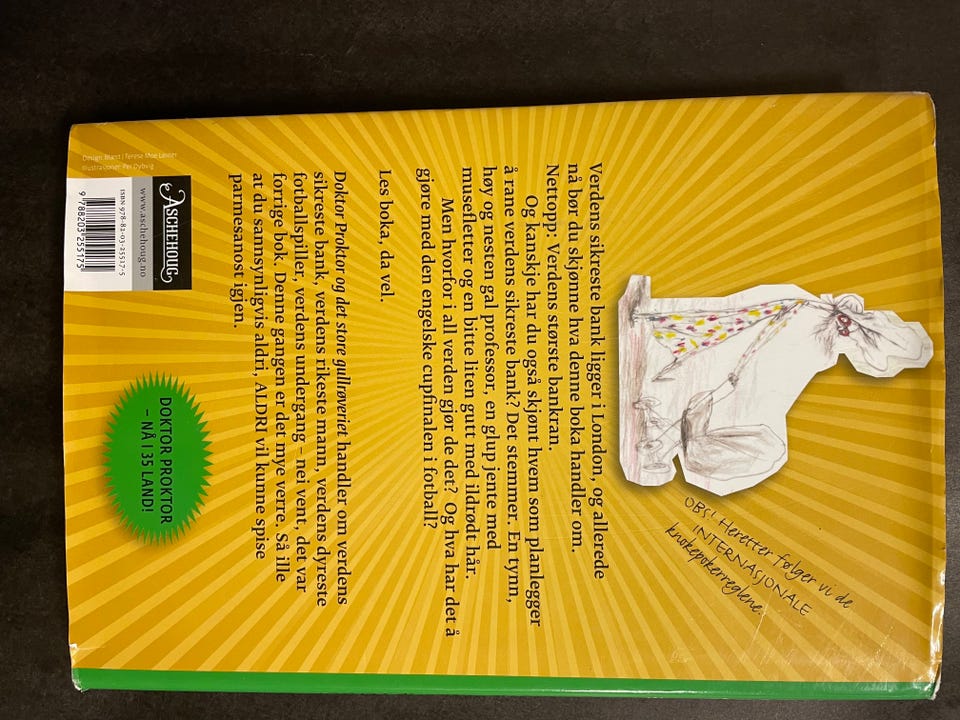 OBS! Heretter følger vi de
INTERNASJONALE
knokepokerreglene.
Verdens sikreste bank ligger i London, og allerede
nå bør du skjønne hva denne boka handler om.
Nettopp: Verdens største bankran.
Og kanskje har du også skjønt hvem som planlegger
å rane verdens sikreste bank? Det stemmer. En tynn,
høy og nesten gal professor, en glup jente med
musefletter og en bitte liten gutt med ildrødt hår.
Men hvorfor i all verden gjør de det? Og hva har det å
gjøre med den engelske cupfinalen i fotball?
Les boka, da vel.
Doktor Proktor og det store gullrøveriet handler om verdens
sikreste bank, verdens rikeste mann, verdens dyreste
fotballspiller, verdens undergang – nei vent, det var
forrige bok. Denne gangen er det mye verre. Så ille
at du sannsynligvis aldri, ALDRI vil kunne spise
parmesanost igjen.
DOKTOR PROKTOR
– NÅ I 35 LAND!
ASCHEHOUG
www.aschehoug.no
ISBN 978-82-03-25517-5
9 788203 255175
Design: Blæst | Terese Moe Leiner
Illustrasjoner: Per Dybvig